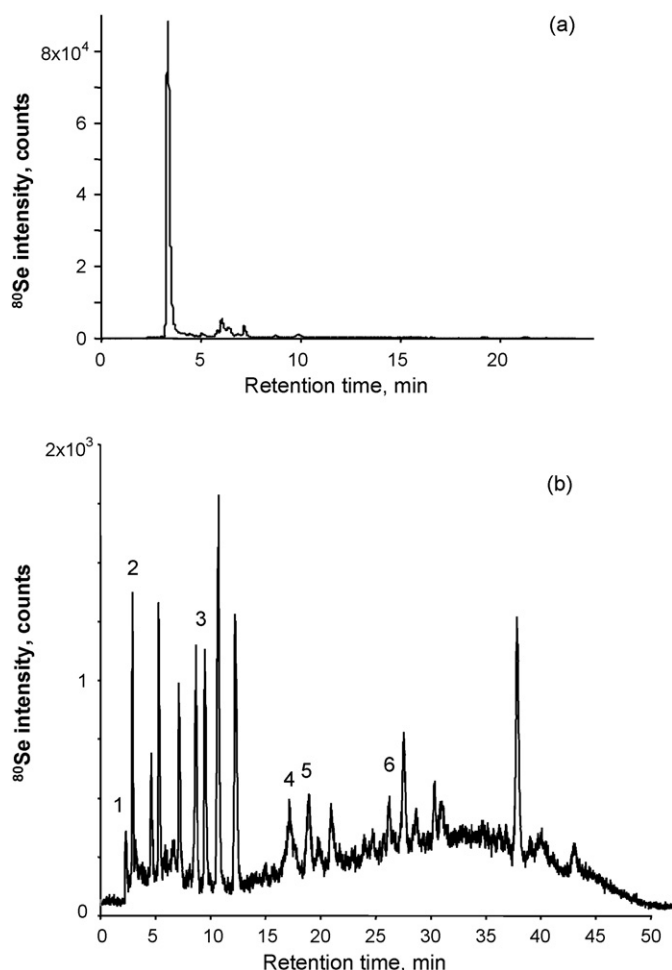 (a)
8x10⁴
6
4
2
0
⁸⁰Se intensity, counts
0 5 10 15 20
Retention time, min
(b)
2x10³
1
0
⁸⁰Se intensity, counts
1 2 3 4 5 6
0 5 10 15 20 25 30 35 40 45 50
Retention time, min